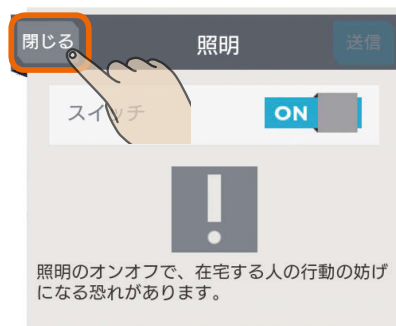 閉じる 照明 送信
スイッチ ON
照明のオンオフで、在宅する人の行動の妨げ
になる恐れがあります。